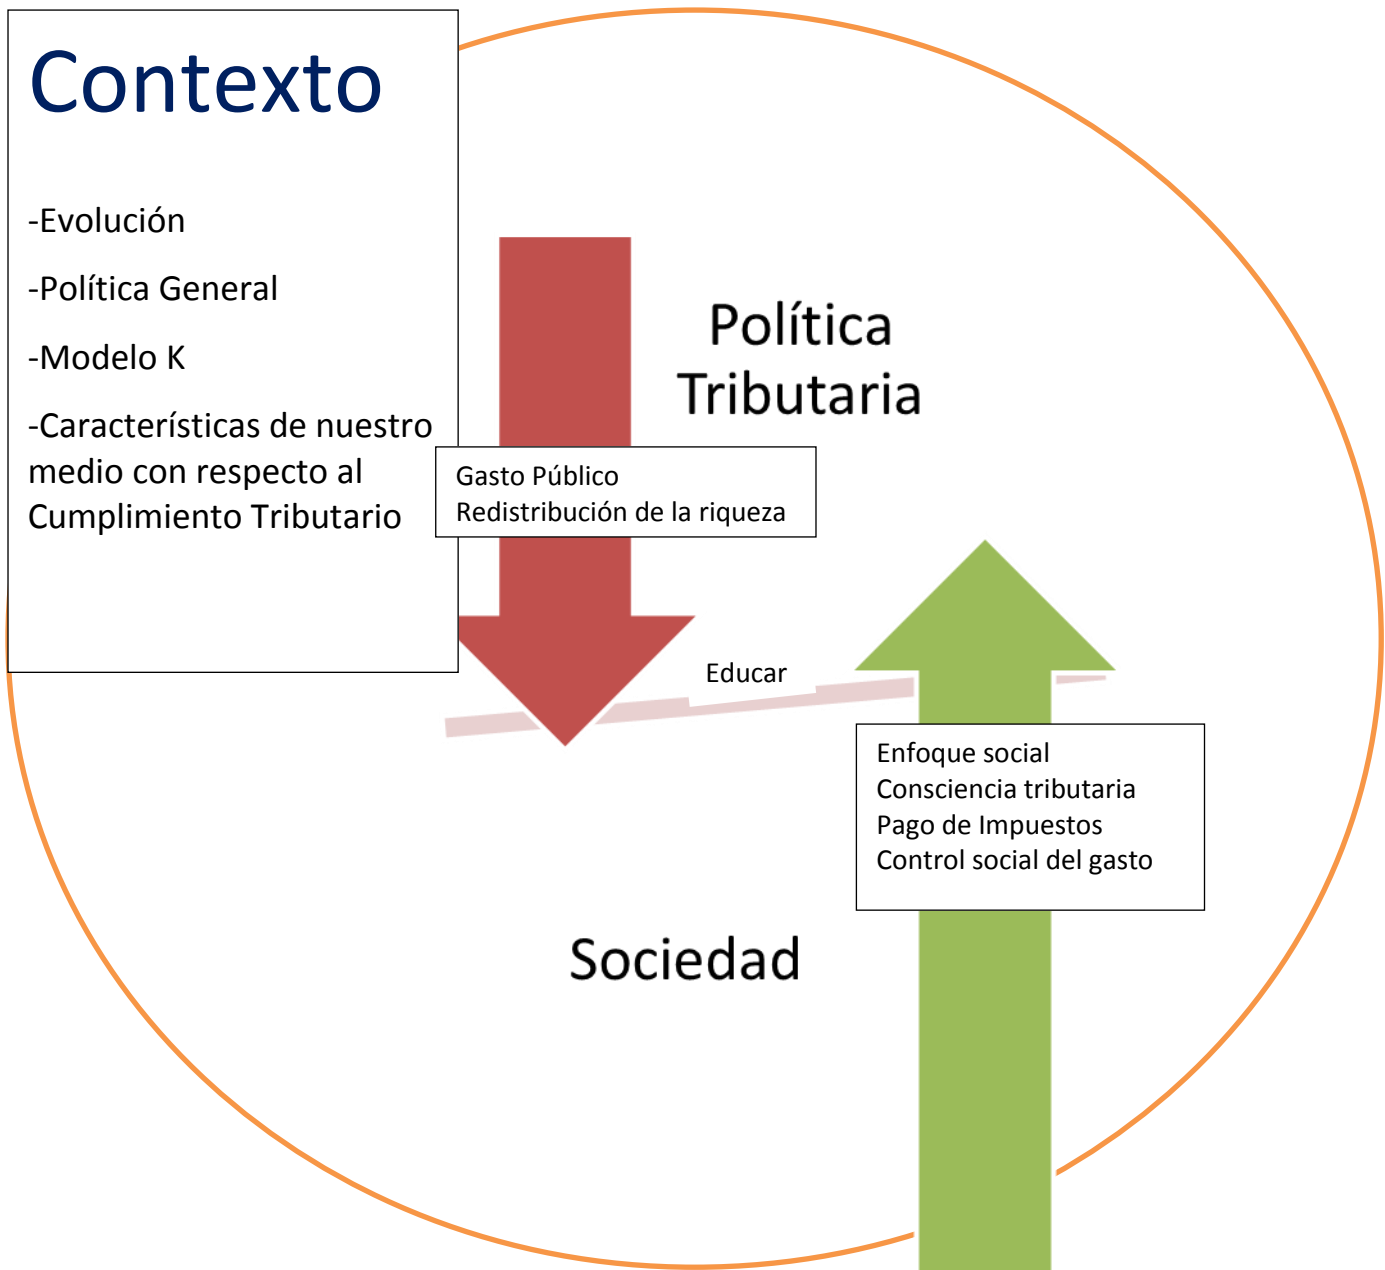 Contexto
-Evolución
-Política General
-Modelo K
-Características de nuestro
medio con respecto al
Cumplimiento Tributario
Política
Tributaria
Gasto Público
Redistribución de la riqueza
Educar
Enfoque social
Consciencia tributaria
Pago de Impuestos
Control social del gasto
Sociedad